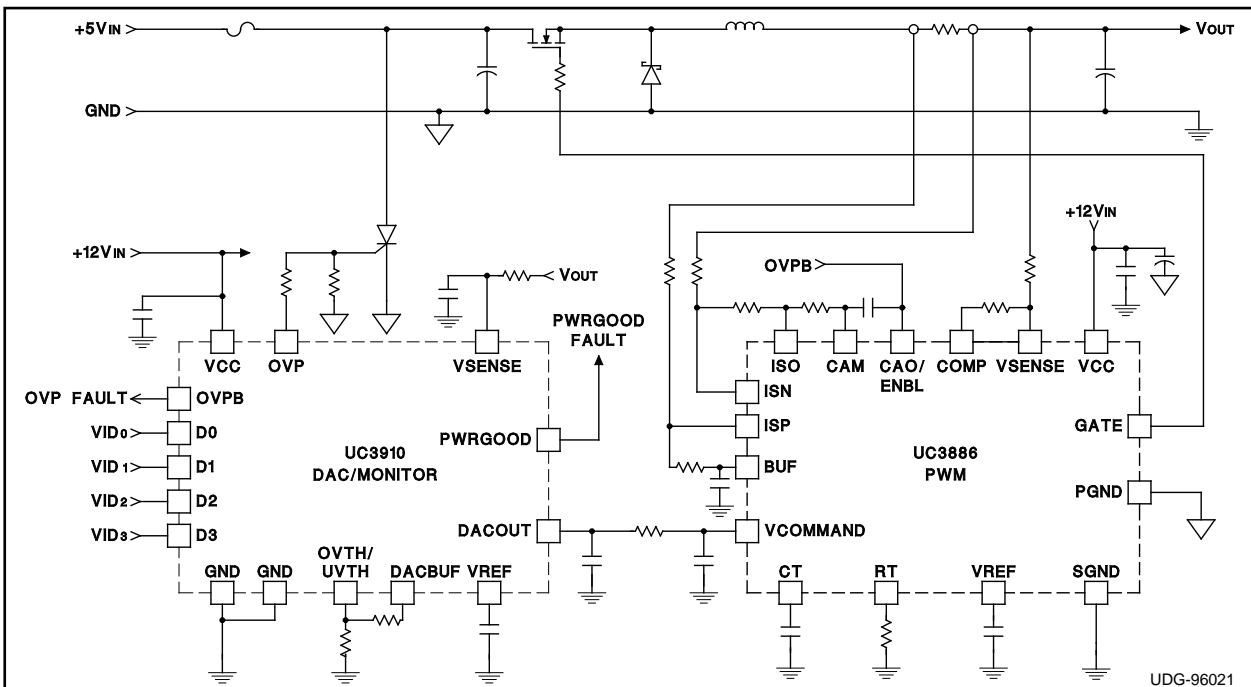 +5VIN
VOUT
GND
+12VIN
+12VIN
OVPB
VOUT
PWRGOOD
FAULT
VCC
OVP
VSENSE
ISO
CAM
CAO/
ENBL
COMP
VSENSE
VCC
OVP FAULT
OVPB
ISN
VID0
D0
PWRGOOD
ISP
GATE
UC3910
DAC/MONITOR
UC3886
PWM
VID1
D1
BUF
VID2
D2
PGND
VID3
D3
DACOUT
VCOMMAND
GND
GND
OVTH/
UVTH
DACBUF
VREF
CT
RT
VREF
SGND
UDG-96021